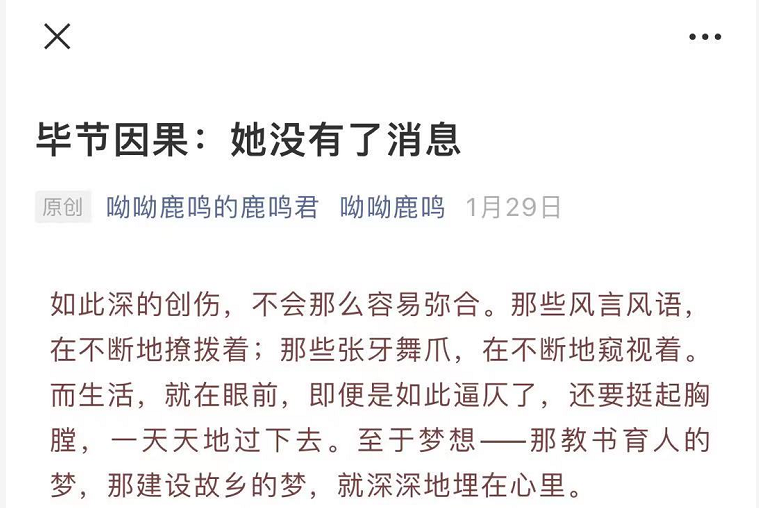 毕节因果：她没有了消息
原创 呦呦鹿鸣的鹿鸣君 呦呦鹿鸣 1月29日
如此深的创伤，不会那么容易弥合。那些风言风语，
在不断地撩拨着；那些张牙舞爪，在不断地窥视着。
而生活，就在眼前，即便是如此逼仄了，还要挺起胸
膛，一天天地过下去。至于梦想——那教书育人的
梦，那建设故乡的梦，就深深地埋在心里。